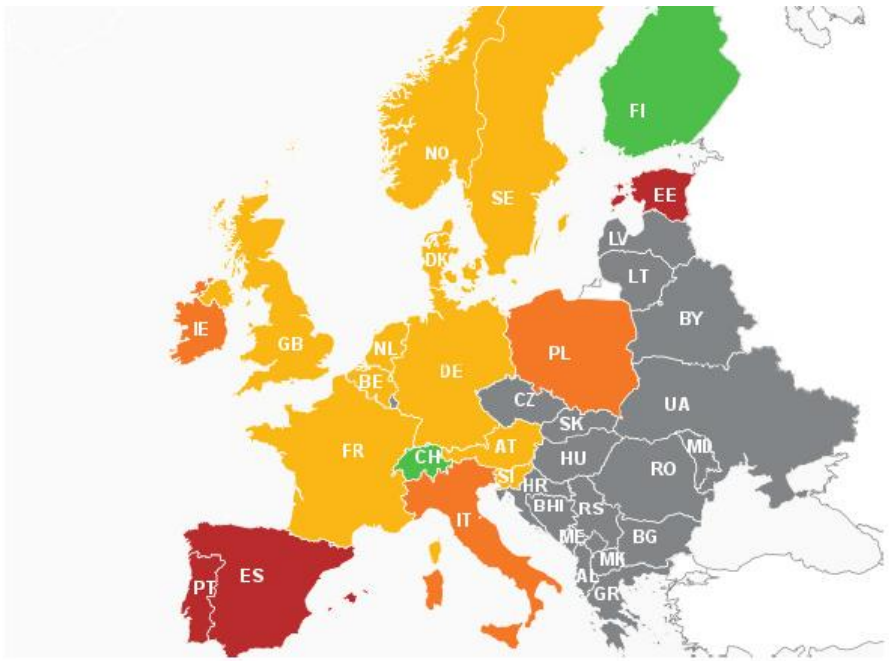 FI
NO
SE
EE
LV
DK
LT
BY
IE
GB
NL
PL
DE
BE
CZ
UA
SK
FR
AT
MD
CH
HU
RO
SI
HR
BHI
RS
IT
ME
BG
MK
PT
ES
AL
GR